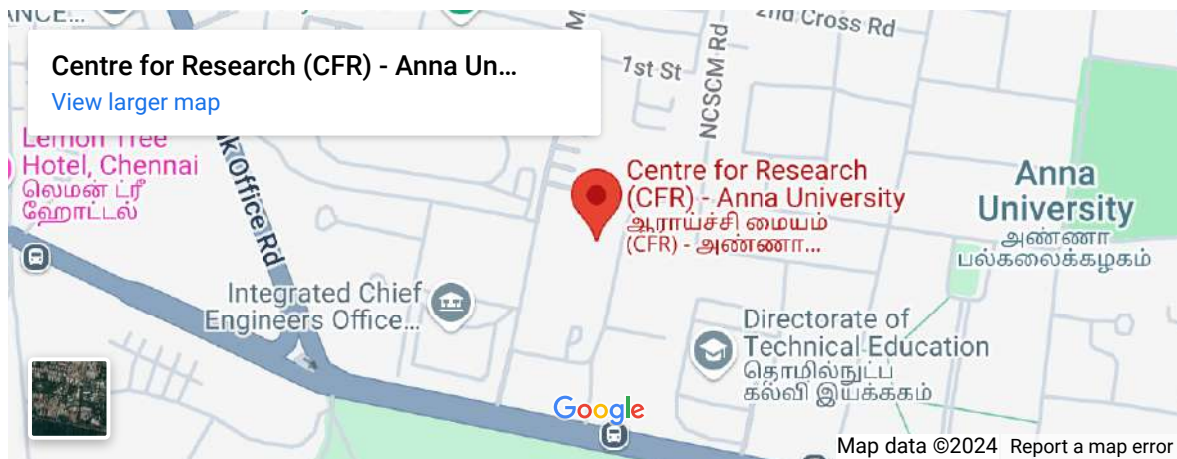 ANCE...
2nd Cross Rd
Centre for Research (CFR) - Anna Un...
View larger map
1st St
NCSCM Rd
Lemon Tree
Hotel, Chennai
லெமன் ட்ரீ
ஹோட்டல்
k Office Rd
Centre for Research
(CFR) - Anna University
ஆராய்ச்சி மையம்
(CFR) - அண்ணா...
Anna
University
அண்ணா
பல்கலைக்கழகம்
Integrated Chief
Engineers Office...
Directorate of
Technical Education
தொழில்நுட்ப
கல்வி இயக்ககம்
Google
Map data ©2024
Report a map error